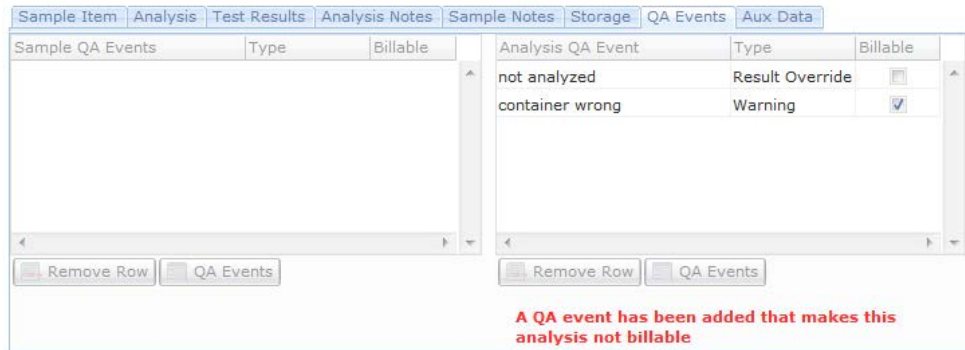 Sample Item Analysis Test Results Analysis Notes Sample Notes Storage QA Events Aux Data
Sample QA Events Type Billable
Analysis QA Event Type Billable
not analyzed Result Override
container wrong Warning
Remove Row QA Events
Remove Row QA Events
A QA event has been added that makes this
analysis not billable